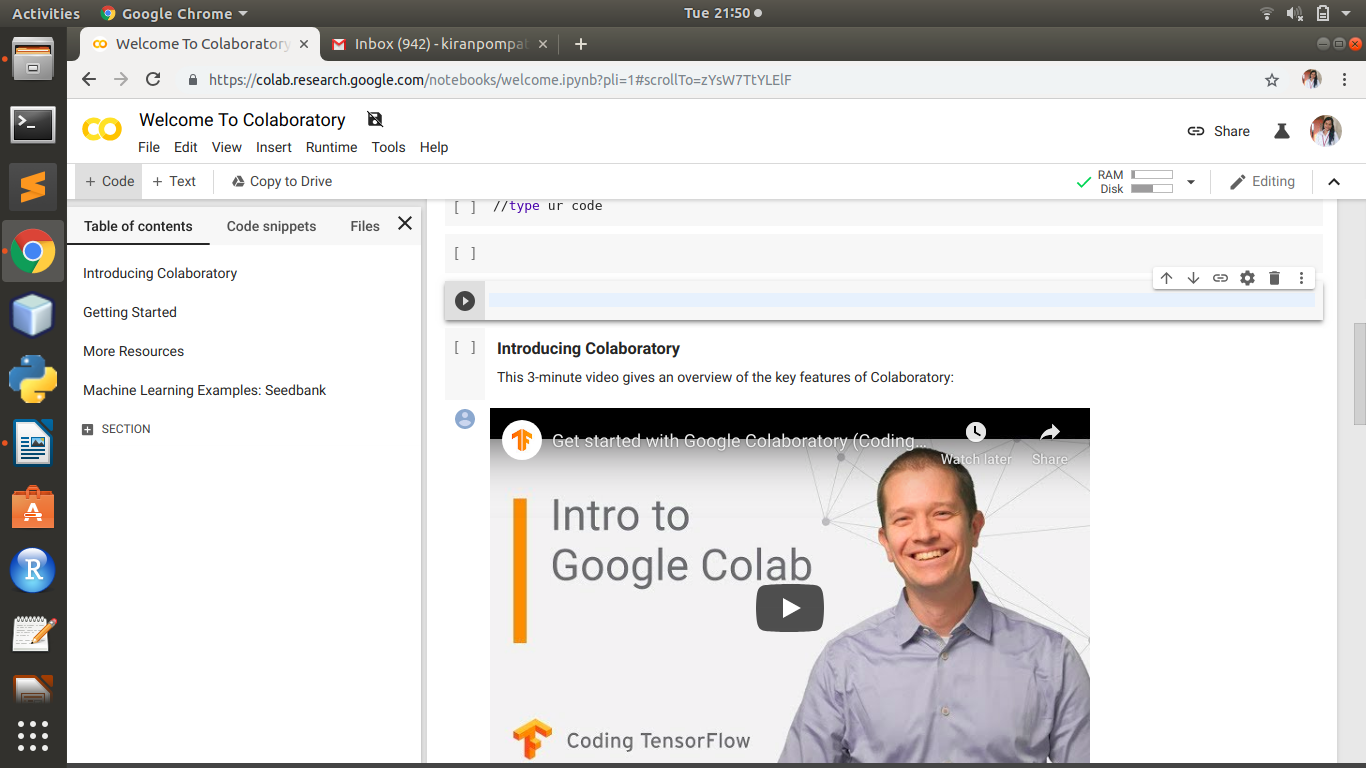 Activities Google Chrome Tue 21:50
Welcome To Colaboratory Inbox (942) - kiranpompa
https://colab.research.google.com/notebooks/welcome.ipynb?pli=1#scrollTo=zYsW7TtYLElF
Welcome To Colaboratory
Share
File Edit View Insert Runtime Tools Help
+ Code + Text Copy to Drive
RAM
Disk
Editing
Table of contents Code snippets Files
Introducing Colaboratory
Getting Started
More Resources
Machine Learning Examples: Seedbank
SECTION
[ ] //type ur code
[ ]
[ ] Introducing Colaboratory
This 3-minute video gives an overview of the key features of Colaboratory:
Get started with Google Colaboratory (Coding...
Watch later Share
Intro to
Google Colab
Coding TensorFlow